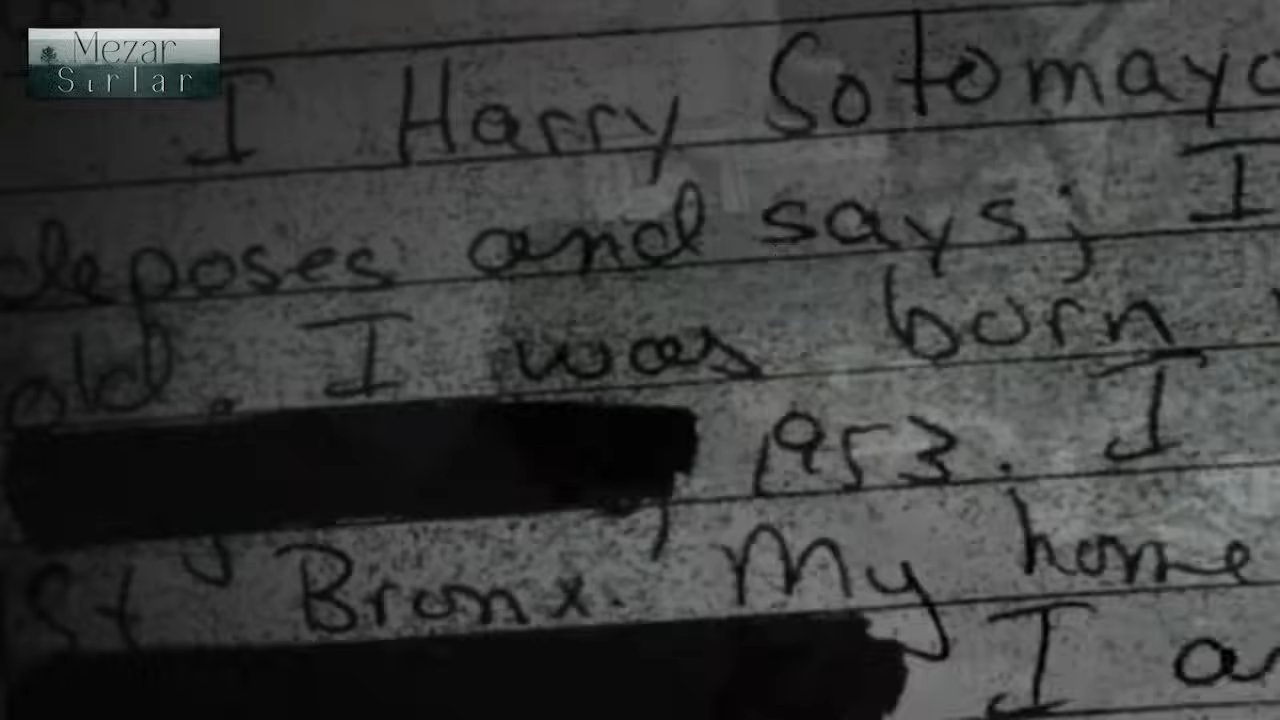 Mezar
Sırlar
I Harry Sotomayo
deposes and says; I
old. I was born
1953. I
St Bronx. My home
I a